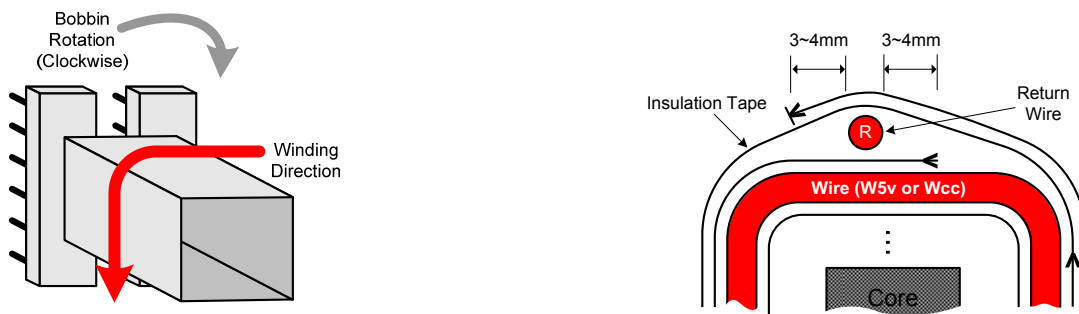 Bobbin
Rotation
(Clockwise)
Winding
Direction
3~4mm
3~4mm
Insulation Tape
Return
Wire
R
Wire (W5v or Wcc)
Core